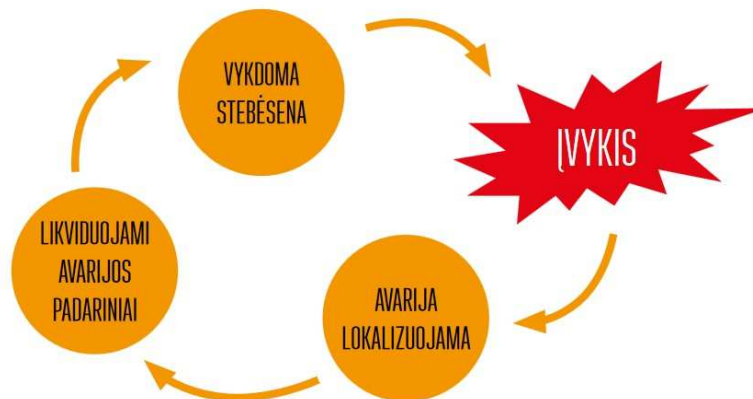 VYKDOMA
STEBĖSENA
ĮVYKIS
AVARIJA
LOKALIZUOJAMA
LIKVIDUOJAMI
AVARIJOS
PADARINIAI